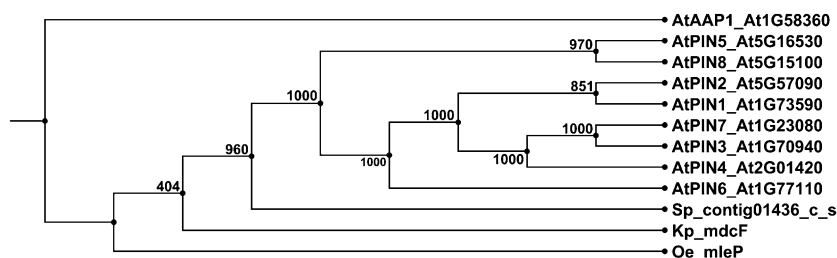 AtAAP1_At1G58360
970
AtPIN5_At5G16530
AtPIN8_At5G15100
1000
851
AtPIN2_At5G57090
AtPIN1_At1G73590
1000
1000
AtPIN7_At1G23080
AtPIN3_At1G70940
960
1000
1000
AtPIN4_At2G01420
404
AtPIN6_At1G77110
Sp_contig01436_c_s
Kp_mdcF
Oe_mleP